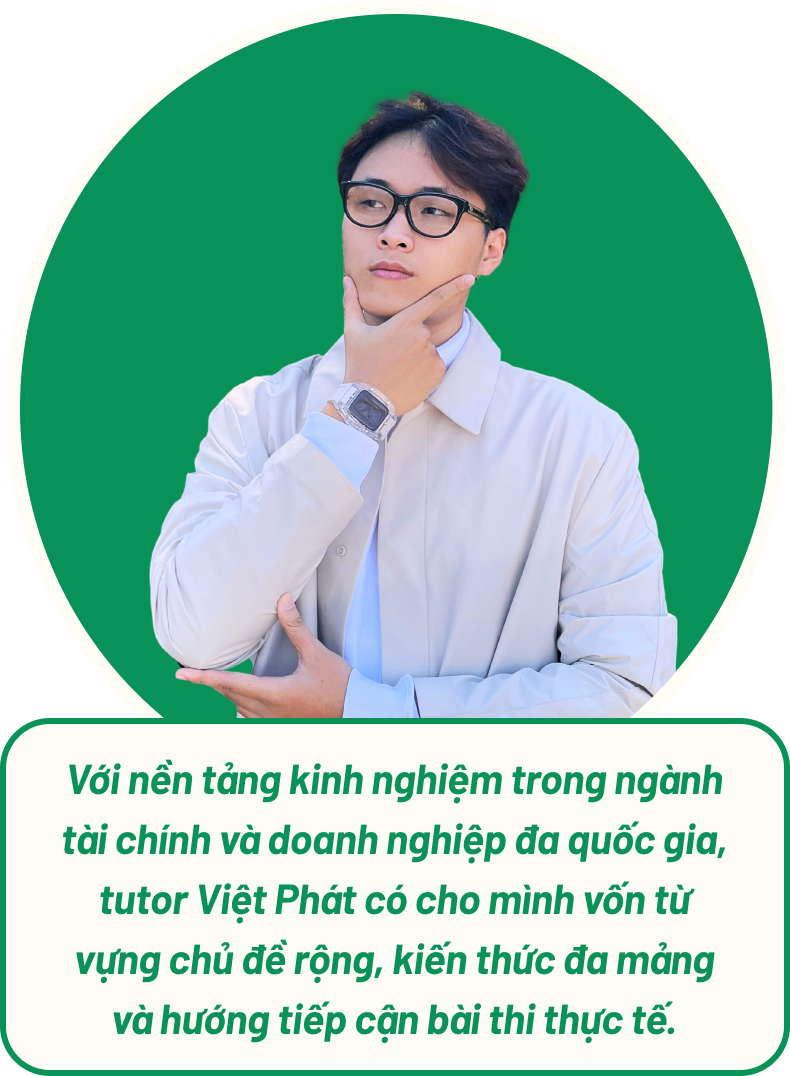 Với nền tảng kinh nghiệm trong ngành
tài chính và doanh nghiệp đa quốc gia,
tutor Việt Phát có cho mình vốn từ
vựng chủ đề rộng, kiến thức đa mảng
và hướng tiếp cận bài thi thực tế.